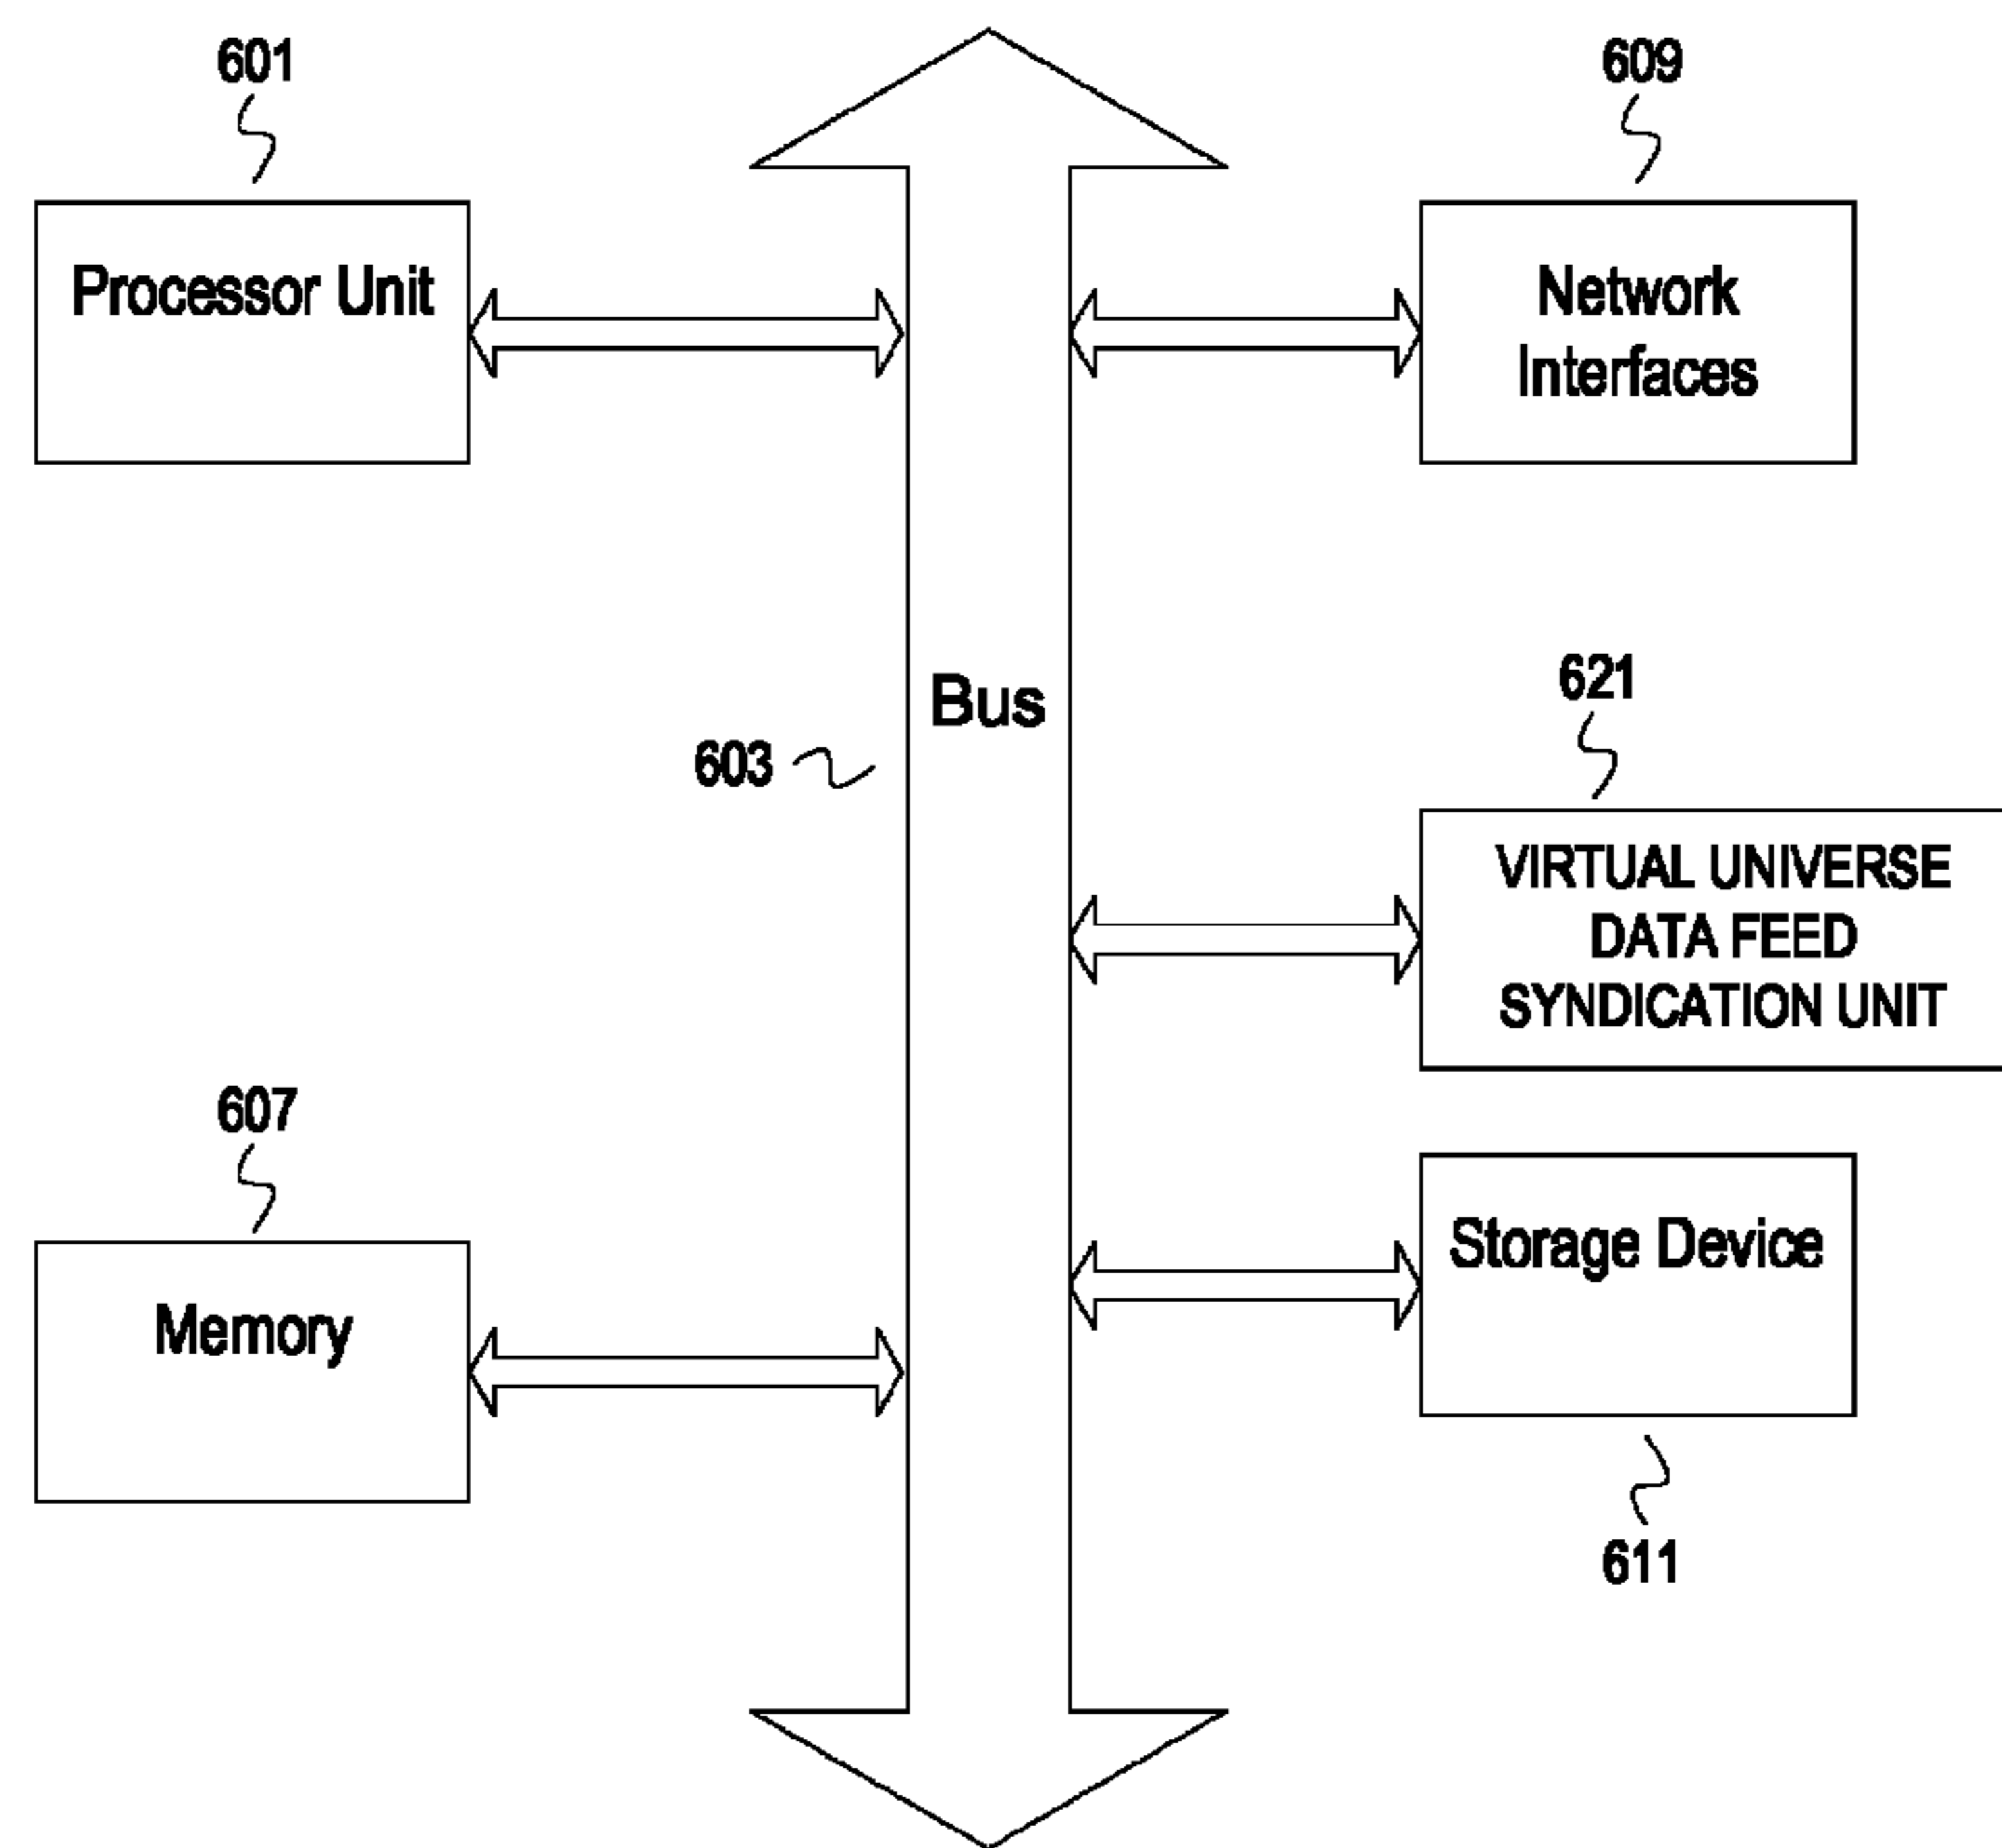 601
609
Processor Unit
Network
Interfaces
Bus
621
603
VIRTUAL UNIVERSE
DATA FEED
SYNDICATION UNIT
607
Storage Device
Memory
611